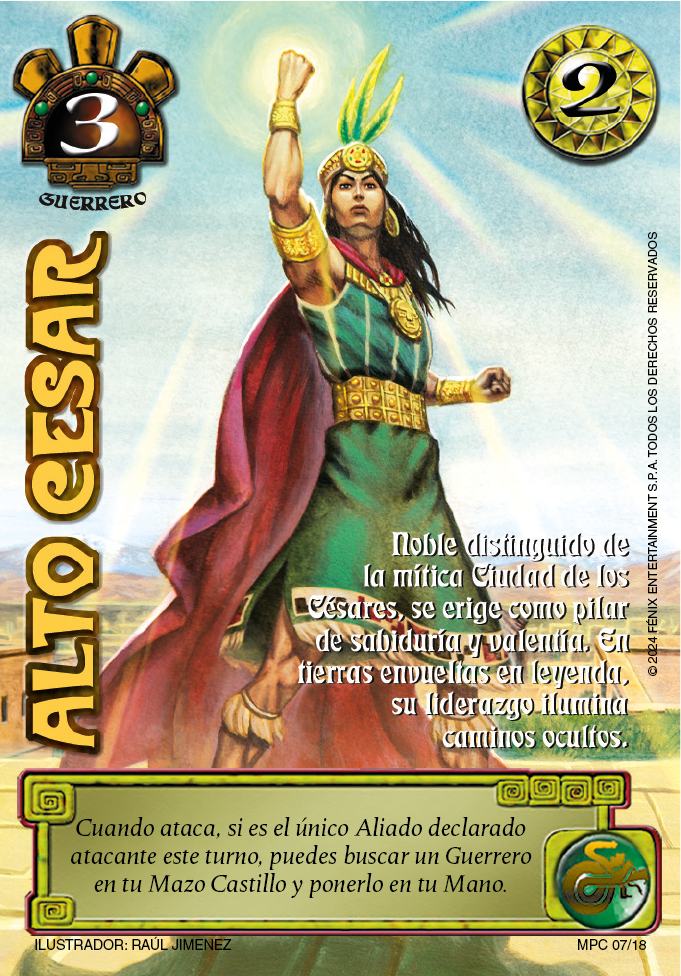 3
GUERRERO
2
ALTO CESAR
Noble distinguido de
la mítica Ciudad de los
Césares, se erige como pilar
de sabiduría y valentía. En
tierras envueltas en leyenda,
su liderazgo ilumina
caminos ocultos.
© 2024 FÉNIX ENTERTAINMENT S.P.A. TODOS LOS DERECHOS RESERVADOS
Cuando ataca, si es el único Aliado declarado
atacante este turno, puedes buscar un Guerrero
en tu Mazo Castillo y ponerlo en tu Mano.
ILUSTRADOR: RAÚL JIMENEZ
MPC 07/18